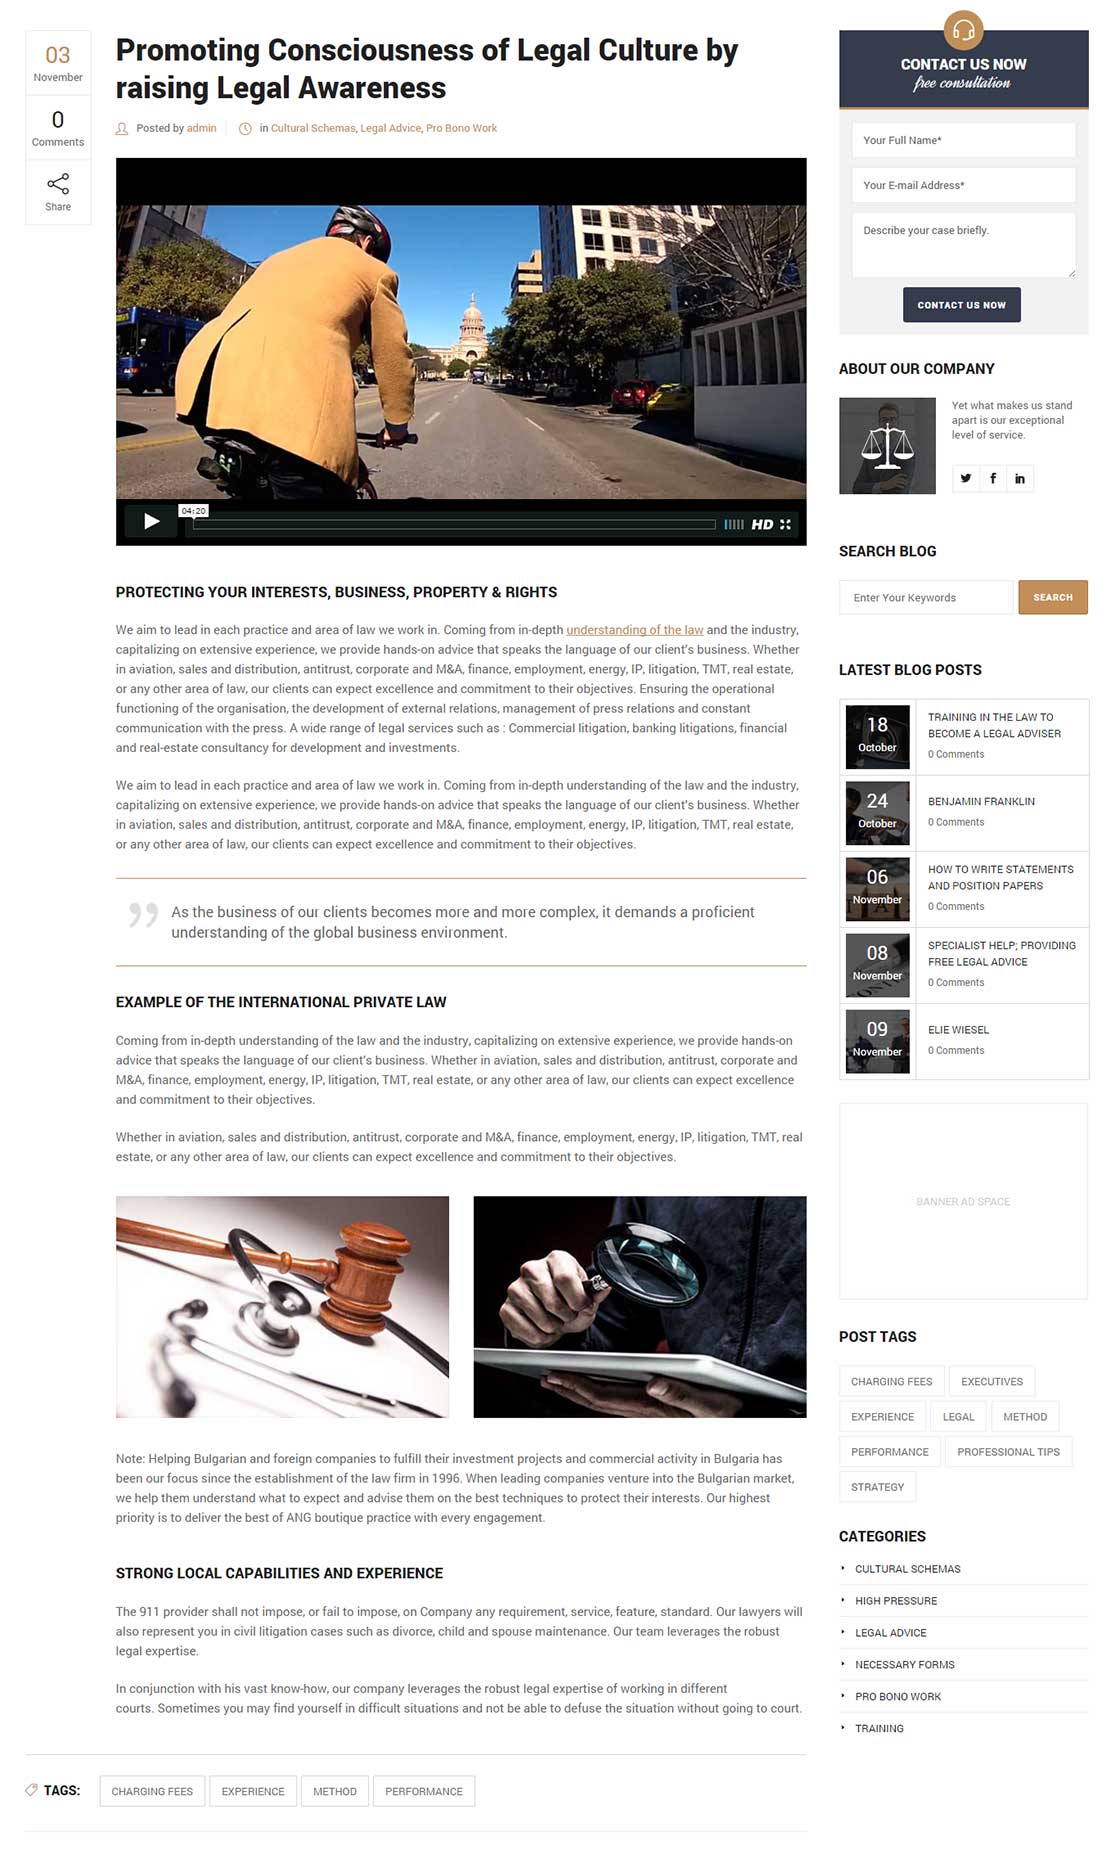 03
November
0
Comments
Share
Promoting Consciousness of Legal Culture by
raising Legal Awareness
Posted by admin
in Cultural Schemas, Legal Advice, Pro Bono Work
04:20
HD
PROTECTING YOUR INTERESTS, BUSINESS, PROPERTY & RIGHTS
We aim to lead in each practice and area of law we work in. Coming from in-depth understanding of the law and the industry,
capitalizing on extensive experience, we provide hands-on advice that speaks the language of our client's business. Whether
in aviation, sales and distribution, antitrust, corporate and M&A, finance, employment, energy, IP, litigation, TMT, real estate,
or any other area of law, our clients can expect excellence and commitment to their objectives. Ensuring the operational
functioning of the organisation, the development of external relations, management of press relations and constant
communication with the press. A wide range of legal services such as : Commercial litigation, banking litigations, financial
and real-estate consultancy for development and investments.
We aim to lead in each practice and area of law we work in. Coming from in-depth understanding of the law and the industry,
capitalizing on extensive experience, we provide hands-on advice that speaks the language of our client's business. Whether
in aviation, sales and distribution, antitrust, corporate and M&A, finance, employment, energy, IP, litigation, TMT, real estate,
or any other area of law, our clients can expect excellence and commitment to their objectives.
As the business of our clients becomes more and more complex, it demands a proficient
understanding of the global business environment.
EXAMPLE OF THE INTERNATIONAL PRIVATE LAW
Coming from in-depth understanding of the law and the industry, capitalizing on extensive experience, we provide hands-on
advice that speaks the language of our client's business. Whether in aviation, sales and distribution, antitrust, corporate and
M&A, finance, employment, energy, IP, litigation, TMT, real estate, or any other area of law, our clients can expect excellence
and commitment to their objectives.
Whether in aviation, sales and distribution, antitrust, corporate and M&A, finance, employment, energy, IP, litigation, TMT, real
estate, or any other area of law, our clients can expect excellence and commitment to their objectives.
Note: Helping Bulgarian and foreign companies to fulfill their investment projects and commercial activity in Bulgaria has
been our focus since the establishment of the law firm in 1996. When leading companies venture into the Bulgarian market,
we help them understand what to expect and advise them on the best techniques to protect their interests. Our highest
priority is to deliver the best of ANG boutique practice with every engagement.
STRONG LOCAL CAPABILITIES AND EXPERIENCE
The 911 provider shall not impose, or fail to impose, on Company any requirement, service, feature, standard. Our lawyers will
also represent you in civil litigation cases such as divorce, child and spouse maintenance. Our team leverages the robust
legal expertise.
In conjunction with his vast know-how, our company leverages the robust legal expertise of working in different
courts. Sometimes you may find yourself in difficult situations and not be able to defuse the situation without going to court.
TAGS:
CHARGING FEES
EXPERIENCE
METHOD
PERFORMANCE
CONTACT US NOW
free consultation
Your Full Name*
Your E-mail Address*
Describe your case briefly.
CONTACT US NOW
ABOUT OUR COMPANY
Yet what makes us stand
apart is our exceptional
level of service.
SEARCH BLOG
Enter Your Keywords
SEARCH
LATEST BLOG POSTS
18
October
TRAINING IN THE LAW TO
BECOME A LEGAL ADVISER
0 Comments
24
October
BENJAMIN FRANKLIN
0 Comments
06
November
HOW TO WRITE STATEMENTS
AND POSITION PAPERS
0 Comments
08
November
SPECIALIST HELP; PROVIDING
FREE LEGAL ADVICE
0 Comments
09
November
ELIE WIESEL
0 Comments
BANNER AD SPACE
POST TAGS
CHARGING FEES
EXECUTIVES
EXPERIENCE
LEGAL
METHOD
PERFORMANCE
PROFESSIONAL TIPS
STRATEGY
CATEGORIES
CULTURAL SCHEMAS
HIGH PRESSURE
LEGAL ADVICE
NECESSARY FORMS
PRO BONO WORK
TRAINING